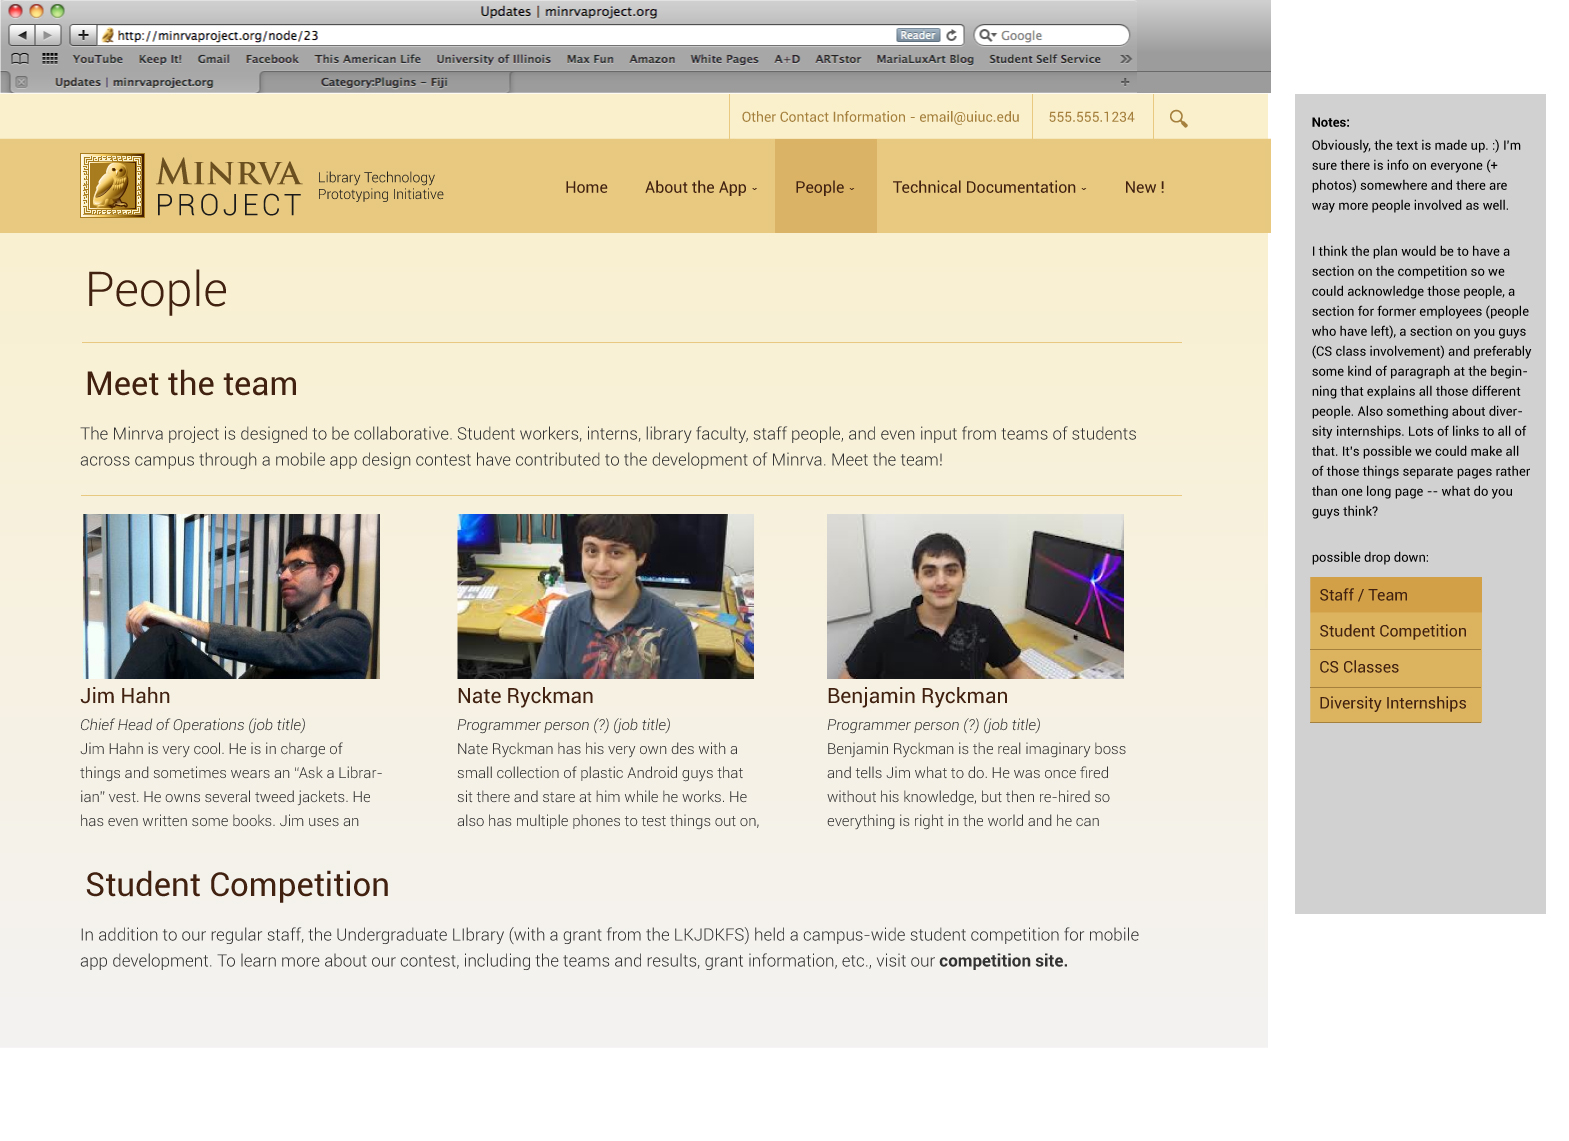 Updates | minrvaproject.org
http://minrvaproject.org/node/23
Reader
Google
YouTube Keep It! Gmail Facebook This American Life University of Illinois Max Fun Amazon White Pages A+D ARTstor MariaLuxArt Blog Student Self Service
Updates | minrvaproject.org
Category:Plugins – Fiji
Other Contact Information - email@uiuc.edu
555.555.1234
MINRVA
PROJECT
Library Technology
Prototyping Initiative
Home About the App People Technical Documentation New !
People
Meet the team
The Minrva project is designed to be collaborative. Student workers, interns, library faculty, staff people, and even input from teams of students
across campus through a mobile app design contest have contributed to the development of Minrva. Meet the team!
Jim Hahn
Chief Head of Operations (job title)
Jim Hahn is very cool. He is in charge of
things and sometimes wears an “Ask a Librar-
ian” vest. He owns several tweed jackets. He
has even written some books. Jim uses an
Nate Ryckman
Programmer person (?) (job title)
Nate Ryckman has his very own des with a
small collection of plastic Android guys that
sit there and stare at him while he works. He
also has multiple phones to test things out on,
Benjamin Ryckman
Programmer person (?) (job title)
Benjamin Ryckman is the real imaginary boss
and tells Jim what to do. He was once fired
without his knowledge, but then re-hired so
everything is right in the world and he can
Student Competition
In addition to our regular staff, the Undergraduate LIbrary (with a grant from the LKJDKFS) held a campus-wide student competition for mobile
app development. To learn more about our contest, including the teams and results, grant information, etc., visit our competition site.
Notes:
Obviously, the text is made up. :) I'm
sure there is info on everyone (+
photos) somewhere and there are
way more people involved as well.
I think the plan would be to have a
section on the competition so we
could acknowledge those people, a
section for former employees (people
who have left), a section on you guys
(CS class involvement) and preferably
some kind of paragraph at the begin-
ning that explains all those different
people. Also something about diver-
sity internships. Lots of links to all of
that. It's possible we could make all
of those things separate pages rather
than one long page -- what do you
guys think?
possible drop down:
Staff / Team
Student Competition
CS Classes
Diversity Internships